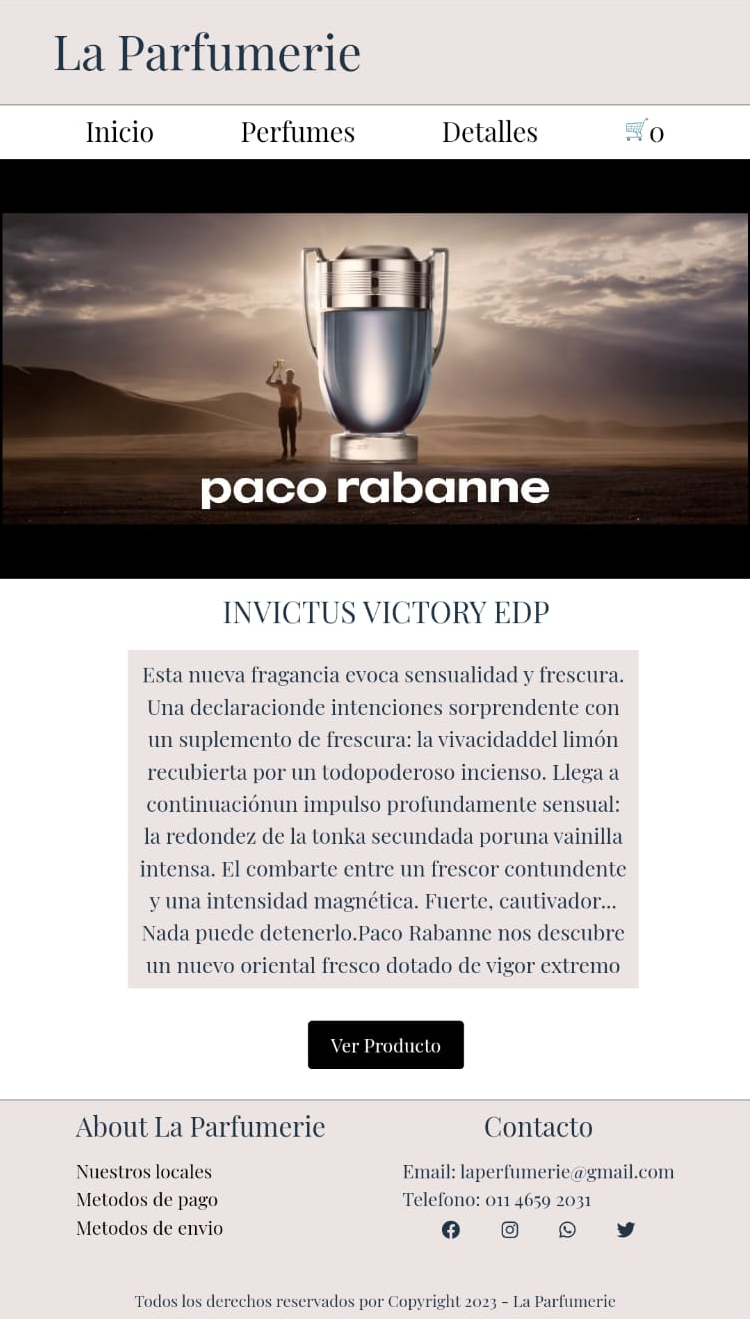 La Parfumerie
Inicio Perfumes Detalles 0
paco rabanne
INVICTUS VICTORY EDP
Esta nueva fragancia evoca sensualidad y frescura.
Una declaracionde intenciones sorprendente con
un suplemento de frescura: la vivacidaddel limón
recubierta por un todopoderoso incienso. Llega a
continuaciónun impulso profundamente sensual:
la redondez de la tonka secundada poruna vainilla
intensa. El combarte entre un frescor contundente
y una intensidad magnética. Fuerte, cautivador...
Nada puede detenerlo.Paco Rabanne nos descubre
un nuevo oriental fresco dotado de vigor extremo
Ver Producto
About La Parfumerie
Nuestros locales
Metodos de pago
Metodos de envio
Contacto
Email: laperfumerie@gmail.com
Telefono: 011 4659 2031
Todos los derechos reservados por Copyright 2023 - La Parfumerie